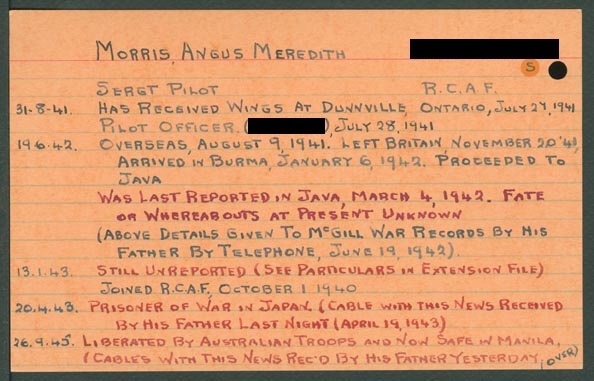 MORRIS, ANGUS MEREDITH
S
SERGT PILOT R.C.A.F.
31-8-41. HAS RECEIVED WINGS AT DUNNVILLE, ONTARIO, JULY 27, 1941
PILOT OFFICER. ( ), JULY 28, 1941
19.6.42. OVERSEAS, AUGUST 9, 1941. LEFT BRITAIN, NOVEMBER 20 '41,
ARRIVED IN BURMA, JANUARY 6, 1942. PROCEEDED TO
JAVA
WAS LAST REPORTED IN JAVA, MARCH 4, 1942. FATE
OR WHEREABOUTS AT PRESENT UNKNOWN
(ABOVE DETAILS GIVEN TO MCGILL WAR RECORDS BY HIS
FATHER BY TELEPHONE, JUNE 19, 1942).
13.1.43. STILL UNREPORTED (SEE PARTICULARS IN EXTENSION FILE)
JOINED R.C.A.F, OCTOBER 1 1940
20.4.43. PRISONER OF WAR IN JAPAN. (CABLE WITH THIS NEWS RECEIVED
BY HIS FATHER LAST NIGHT (APRIL 19, 1943)
26.9.45. LIBERATED BY AUSTRALIAN TROOPS AND NOW SAFE IN MANILA.
(CABLES WITH THIS NEWS REC'D BY HIS FATHER YESTERDAY, (OVER)